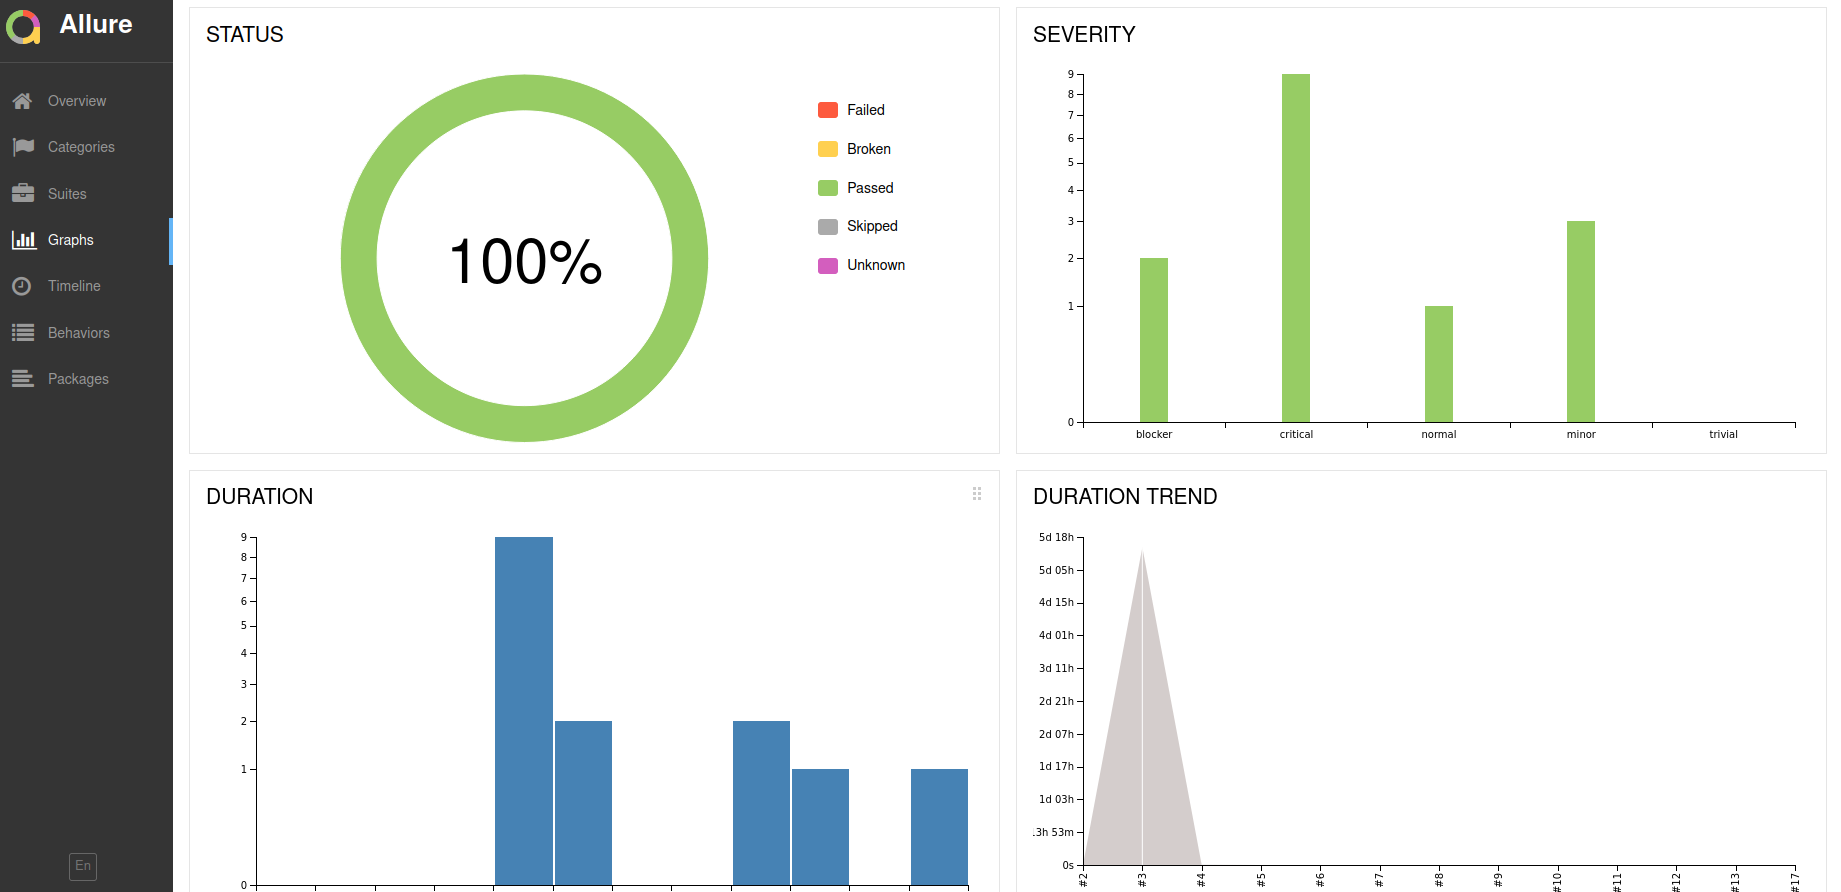 Allure
Overview
Categories
Suites
Graphs
Timeline
Behaviors
Packages
En
STATUS
100%
Failed
Broken
Passed
Skipped
Unknown
SEVERITY
9
8
7
6
5
4
3
2
1
0
blocker critical normal minor trivial
DURATION
9
8
7
6
5
4
3
2
1
0
DURATION TREND
5d 18h
5d 05h
4d 15h
4d 01h
3d 11h
2d 21h
2d 07h
1d 17h
1d 03h
.3h 53m
0s
#2 #3 #4 #5 #6 #7 #8 #9 #10 #11 #12 #13 #17